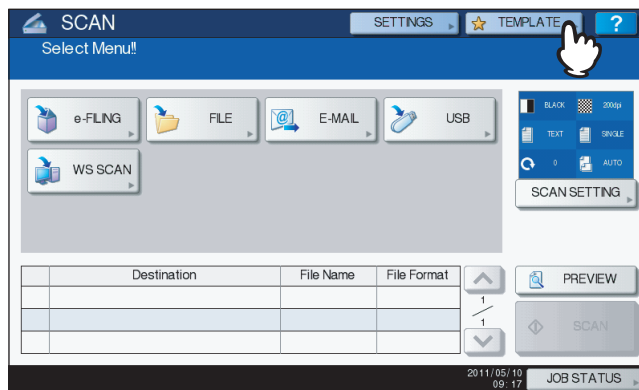 SCAN
SETTINGS
TEMPLATE
?
Select Menu!!
e-FILING
FILE
@
E-MAIL
USB
BLACK
200dpi
TEXT
SINGLE
0
AUTO
WS SCAN
SCAN SETTING
Destination
File Name
File Format
1
1
PREVIEW
SCAN
2011/05/10
09:17
JOB STATUS